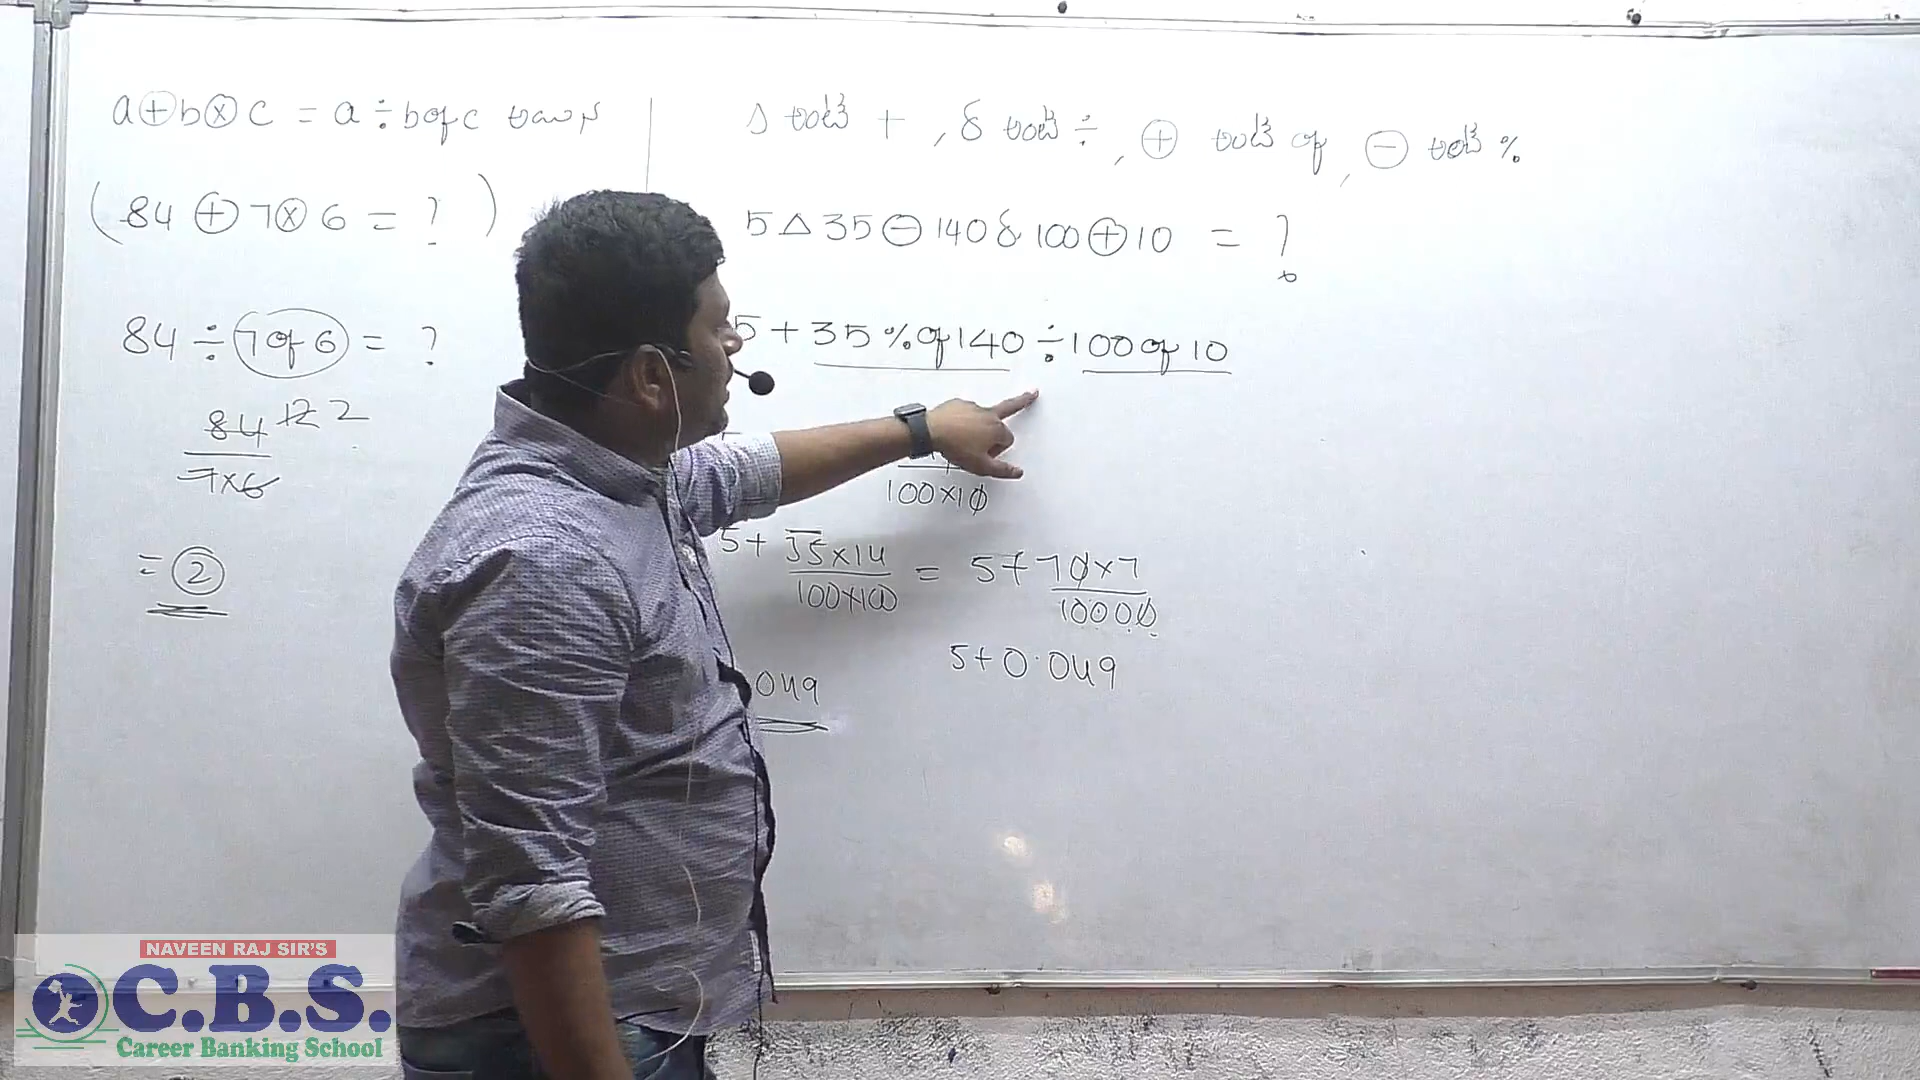 a ⊕ b ⊗ c = a ÷ b of c అయిన
(84 ⊕ 7 ⊗ 6 = ?)
84 ÷ 7 of 6 = ?
84 12 2
7×6
= 2
Δ అంటే +, δ అంటే ÷, ⊕ అంటే of, ⊖ అంటే %
5 Δ 35 ⊖ 140 δ 100 ⊕ 10 = ?
5 + 35 % of 140 ÷ 100 of 10
100×10
5 + 35×14
100×100
= 5 + 70×7
10000
5 + 0.049
049
NAVEEN RAJ SIR'S
C.B.S.
Career Banking School